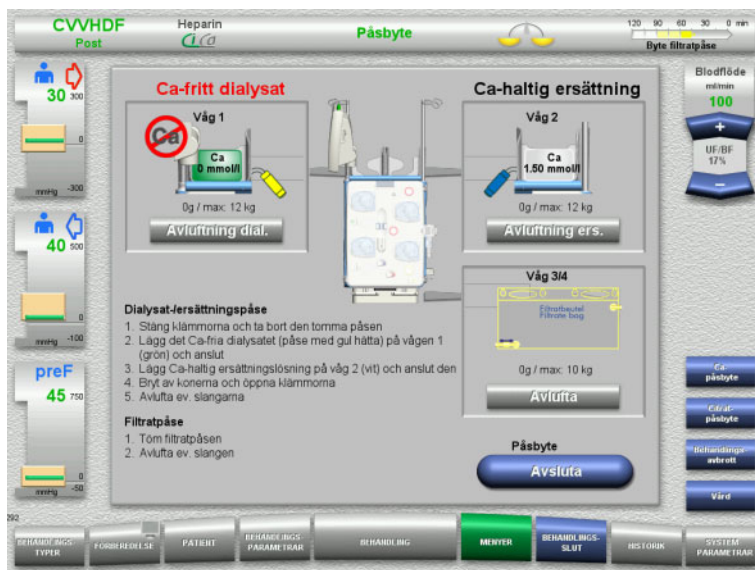 CVVHDF
Post
Heparin
CiCa
Påsbyte
120 90 60 30 0 min
Byte filtratpåse
30
300
0
mmHg
-300
40
500
0
mmHg
-100
preF
45
750
0
mmHg
-50
Ca-fritt dialysat
Våg 1
Ca
Ca
0 mmol/l
0g / max: 12 kg
Avluftning dial.
Ca-haltig ersättning
Våg 2
Ca
1.50 mmol/l
0g / max: 12 kg
Avluftning ers.
Våg 3/4
Filtratbeutel
Filtrate bag
0g / max: 10 kg
Avlufta
Dialysat-/ersättningspåse
1. Stäng klämmorna och ta bort den tomma påsen
2. Lägg det Ca-fria dialysatet (påse med gul hätta) på vågen 1
(grön) och anslut
3. Lägg Ca-haltig ersättningslösning på våg 2 (vit) och anslut den
4. Bryt av konerna och öppna klämmorna
5. Avlufta ev. slangarna
Filtratpåse
1. Töm filtratpåsen
2. Avlufta ev. slangen
Påsbyte
Avsluta
Blodflöde
ml/min
100
+
UF/BF
17%
−
Ca-
påsbyte
Citrat-
påsbyte
Behandlings-
avbrott
Vård
292
BEHANDLINGS-
TYPER
FÖRBEREDELSE
PATIENT
BEHANDLINGS-
PARAMETRAR
BEHANDLING
MENYER
BEHANDLINGS-
SLUT
HISTORIK
SYSTEM
PARAMETRAR